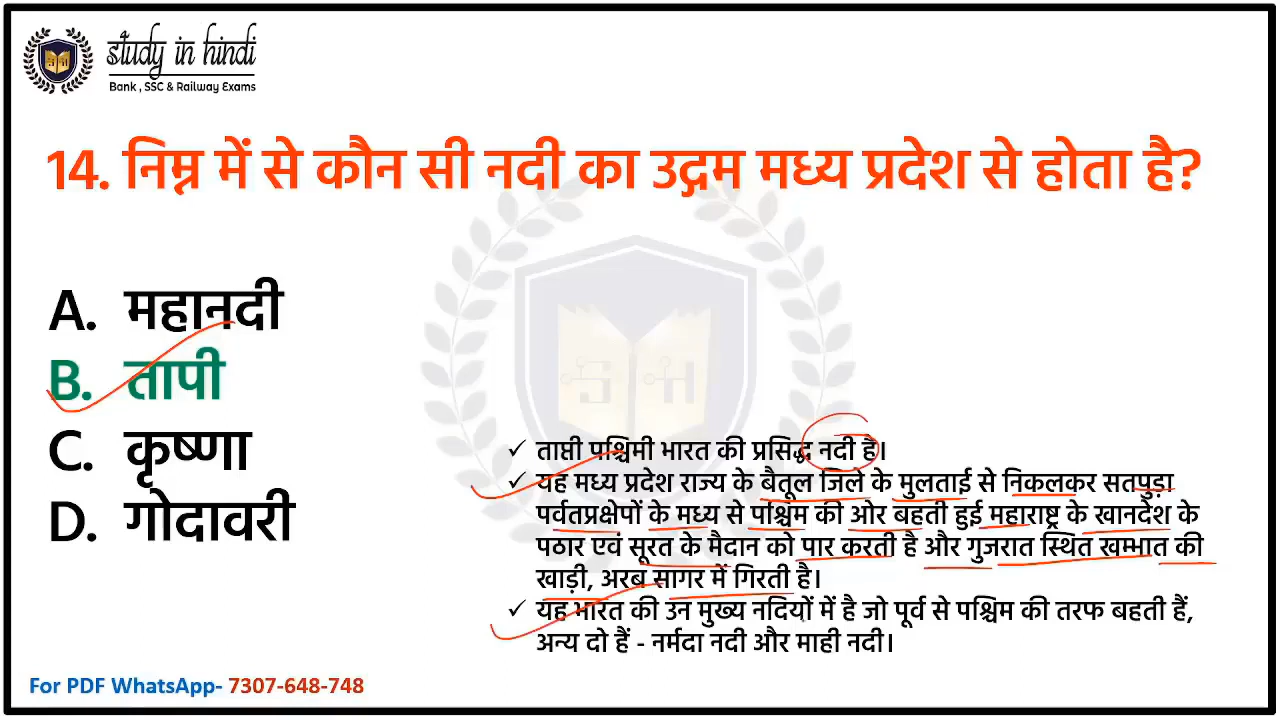 study in hindi
Bank , SSC & Railway Exams
14. निम्न में से कौन सी नदी का उद्गम मध्य प्रदेश से होता है?
A. महानदी
B. तापी
C. कृष्णा
D. गोदावरी
ताप्ती पश्चिमी भारत की प्रसिद्ध नदी है।
यह मध्य प्रदेश राज्य के बैतूल जिले के मुलताई से निकलकर सतपुड़ा
पर्वतप्रक्षेपों के मध्य से पश्चिम की ओर बहती हुई महाराष्ट्र के खानदेश के
पठार एवं सूरत के मैदान को पार करती है और गुजरात स्थित खम्भात की
खाड़ी, अरब सागर में गिरती है।
यह भारत की उन मुख्य नदियों में है जो पूर्व से पश्चिम की तरफ बहती हैं,
अन्य दो हैं - नर्मदा नदी और माही नदी।
S H
For PDF WhatsApp- 7307-648-748